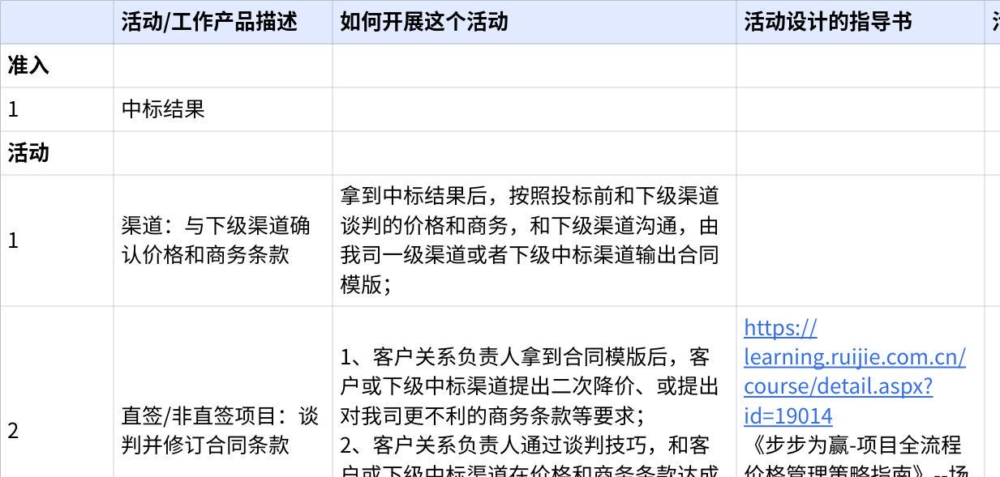 活动/工作产品描述 如何开展这个活动 活动设计的指导书
准入
1 中标结果
活动
1
渠道：与下级渠道确
认价格和商务条款
拿到中标结果后，按照投标前和下级渠道
谈判的价格和商务，和下级渠道沟通，由
我司一级渠道或者下级中标渠道输出合同
模版；
2
直签/非直签项目：谈
判并修订合同条款
1、客户关系负责人拿到合同模版后，客
户或下级中标渠道提出二次降价、或提出
对我司更不利的商务条款等要求；
2、客户关系负责人通过谈判技巧，和客
户或下级中标渠道在价格和商务条款达成
https://
learning.ruijie.com.cn/
course/detail.aspx?
id=19014
《步步为赢-项目全流程
价格管理策略指南》--场